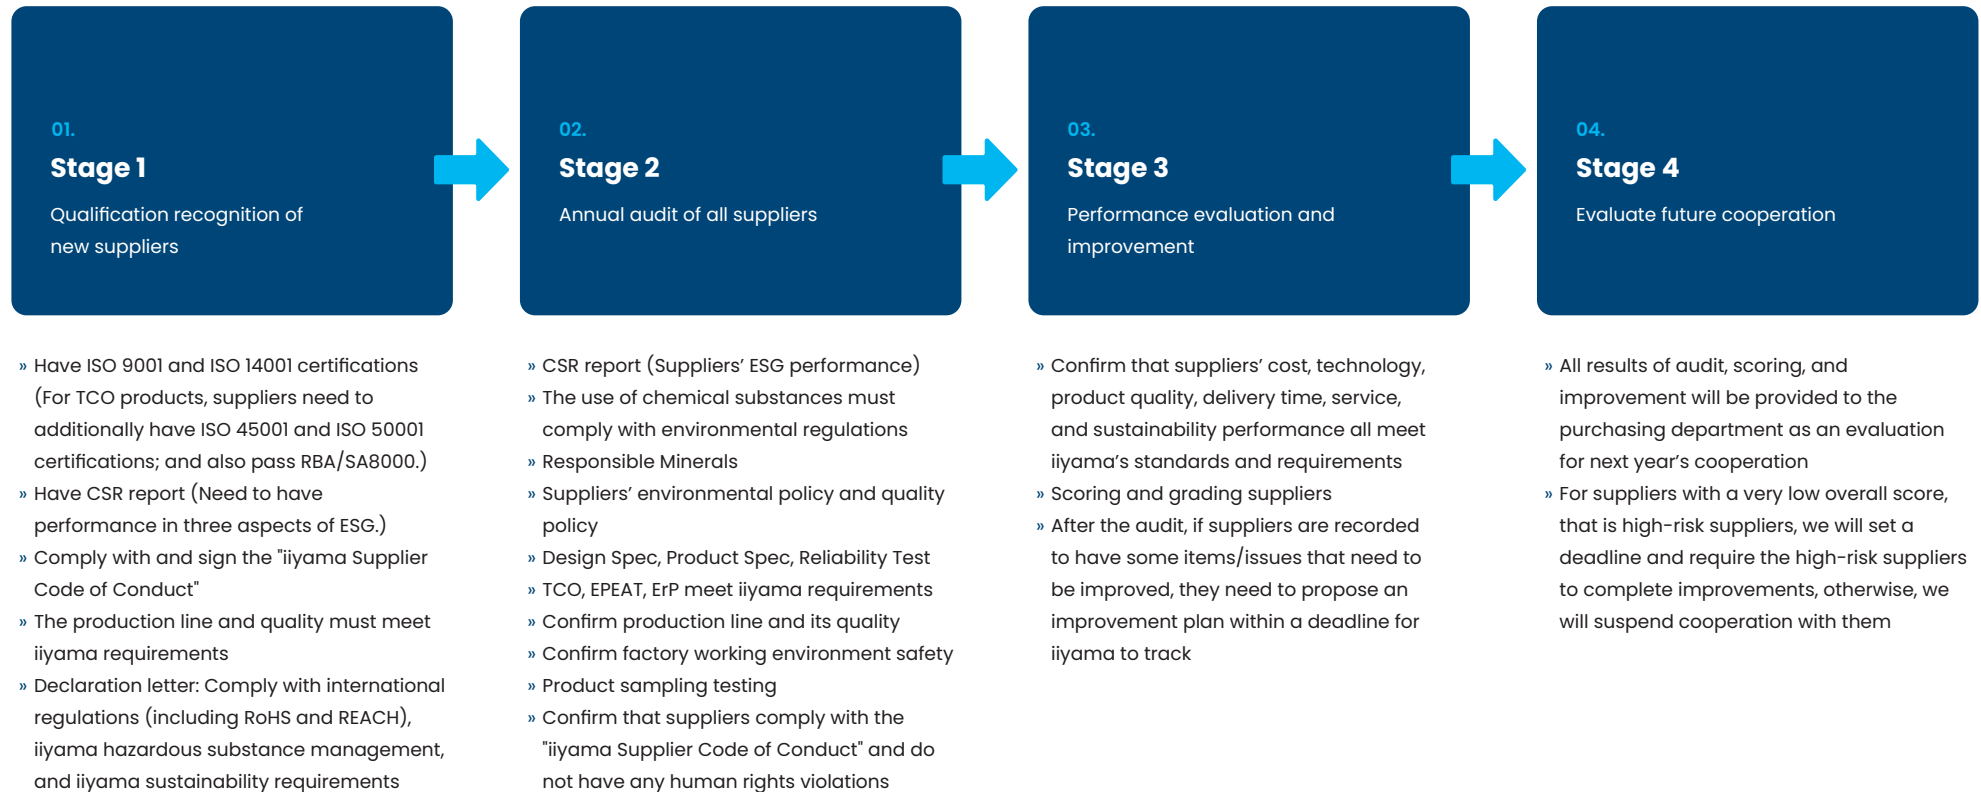 01.
Stage 1
Qualification recognition of
new suppliers
» Have ISO 9001 and ISO 14001 certifications
(For TCO products, suppliers need to
additionally have ISO 45001 and ISO 50001
certifications; and also pass RBA/SA8000.)
» Have CSR report (Need to have
performance in three aspects of ESG.)
» Comply with and sign the "iiyama Supplier
Code of Conduct"
» The production line and quality must meet
iiyama requirements
» Declaration letter: Comply with international
regulations (including RoHS and REACH),
iiyama hazardous substance management,
and iiyama sustainability requirements
02.
Stage 2
Annual audit of all suppliers
» CSR report (Suppliers’ ESG performance)
» The use of chemical substances must
comply with environmental regulations
» Responsible Minerals
» Suppliers’ environmental policy and quality
policy
» Design Spec, Product Spec, Reliability Test
» TCO, EPEAT, ErP meet iiyama requirements
» Confirm production line and its quality
» Confirm factory working environment safety
» Product sampling testing
» Confirm that suppliers comply with the
"iiyama Supplier Code of Conduct" and do
not have any human rights violations
03.
Stage 3
Performance evaluation and
improvement
» Confirm that suppliers’ cost, technology,
product quality, delivery time, service,
and sustainability performance all meet
iiyama’s standards and requirements
» Scoring and grading suppliers
» After the audit, if suppliers are recorded
to have some items/issues that need to
be improved, they need to propose an
improvement plan within a deadline for
iiyama to track
04.
Stage 4
Evaluate future cooperation
» All results of audit, scoring, and
improvement will be provided to the
purchasing department as an evaluation
for next year’s cooperation
» For suppliers with a very low overall score,
that is high-risk suppliers, we will set a
deadline and require the high-risk suppliers
to complete improvements, otherwise, we
will suspend cooperation with them